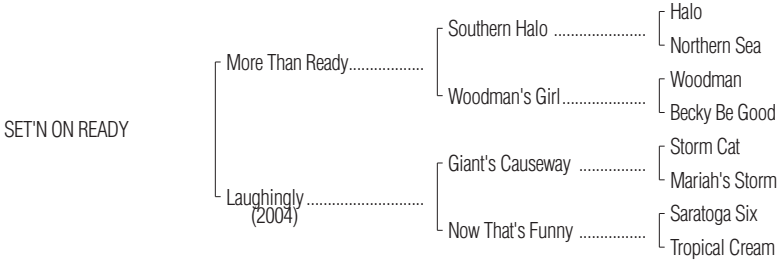 Halo
Southern Halo ......................
Northern Sea
More Than Ready..................
Woodman
Woodman's Girl....................
Becky Be Good
SET'N ON READY
Storm Cat
Giant's Causeway ................
Mariah's Storm
Laughingly ............................
(2004)
Saratoga Six
Now That's Funny ................
Tropical Cream